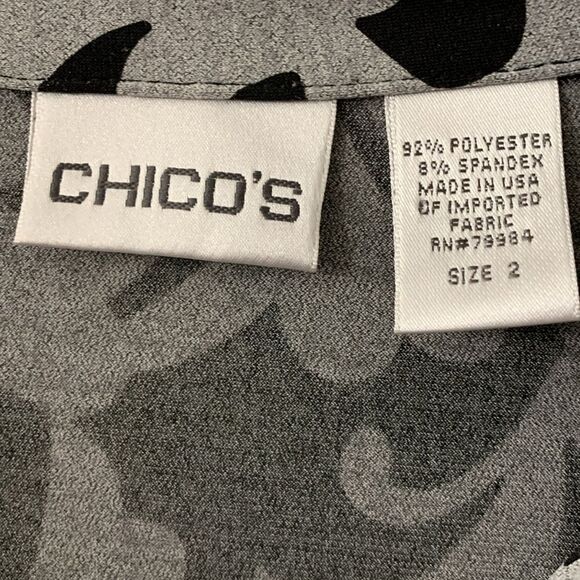 CHICO'S
92% POLYESTER
8% SPANDEX
MADE IN USA
OF IMPORTED
FABRIC
RN#79984
SIZE 2